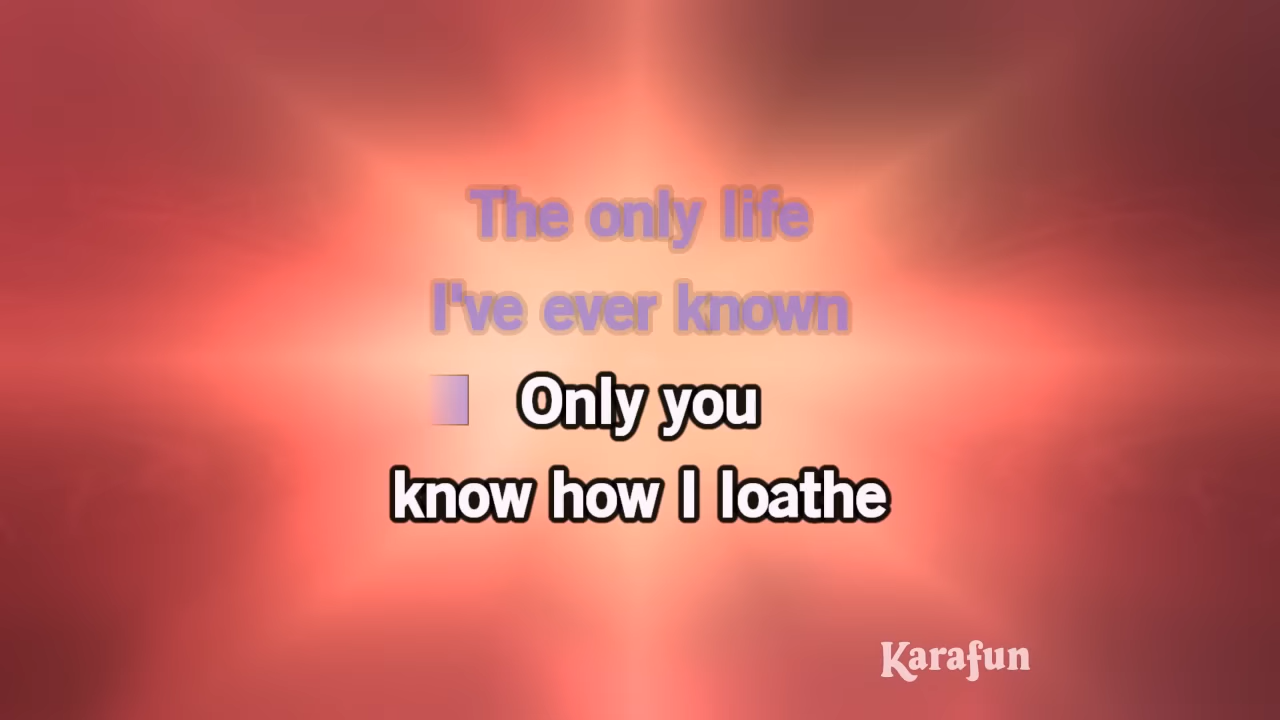 The only life
I've ever known
Only you
know how I loathe
Karafun